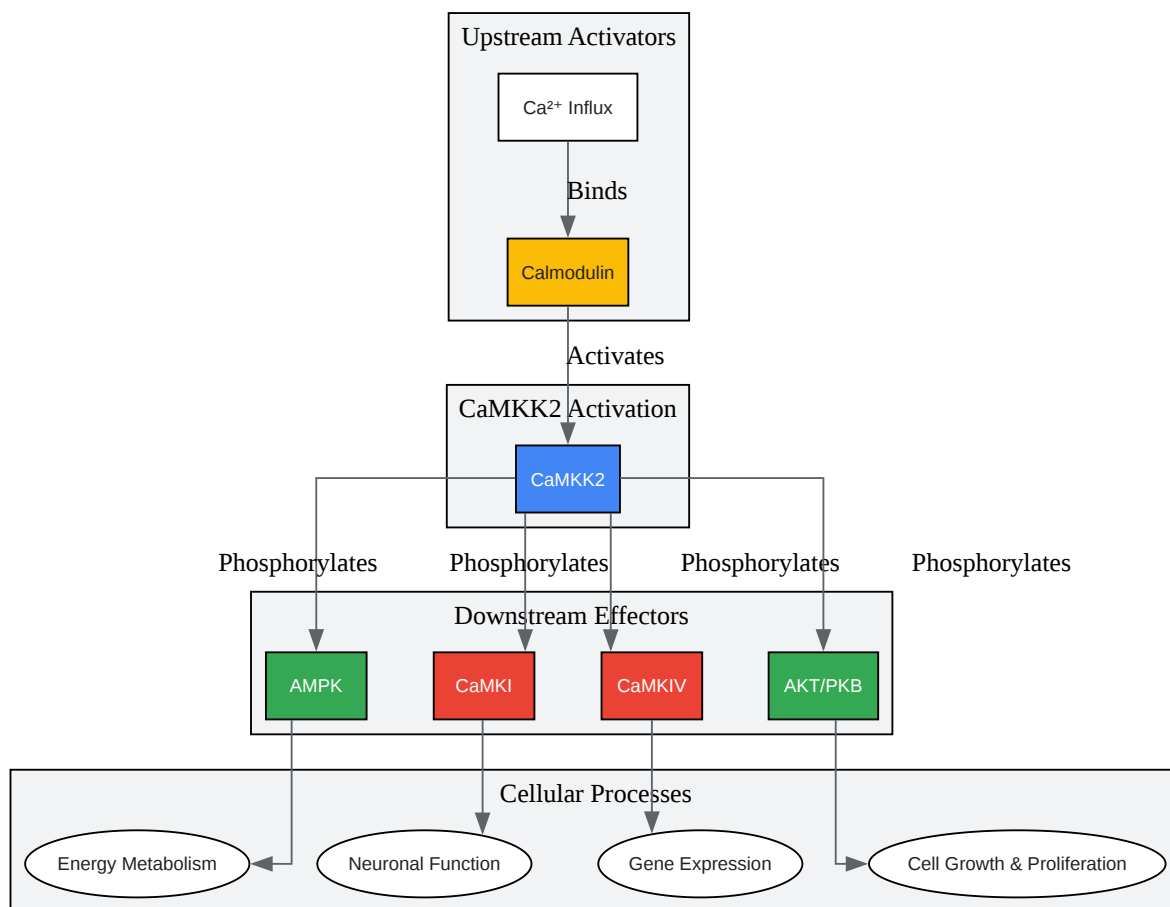 Upstream Activators
Ca²⁺ Influx
Binds
Calmodulin
Activates
CaMKK2 Activation
CaMKK2
Phosphorylates
Phosphorylates
Phosphorylates
Phosphorylates
Downstream Effectors
AMPK
CaMKI
CaMKIV
AKT/PKB
Cellular Processes
Energy Metabolism
Neuronal Function
Gene Expression
Cell Growth & Proliferation